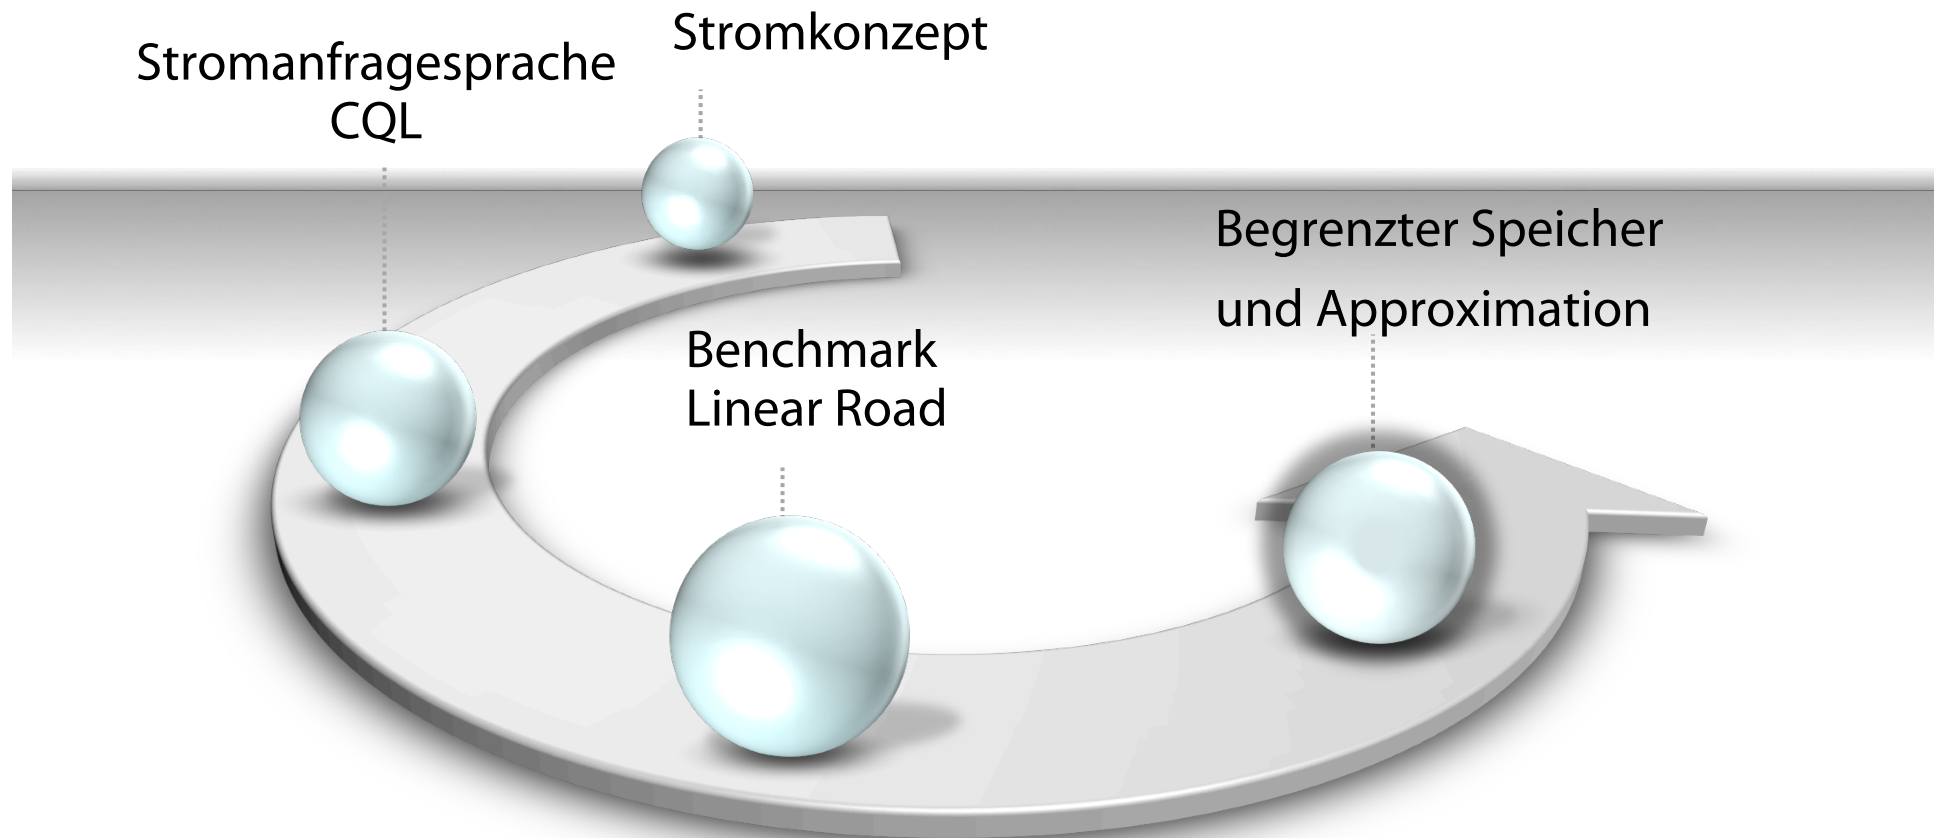 Stromkonzept
Stromanfragesprache
CQL
Begrenzter Speicher
und Approximation
Benchmark
Linear Road